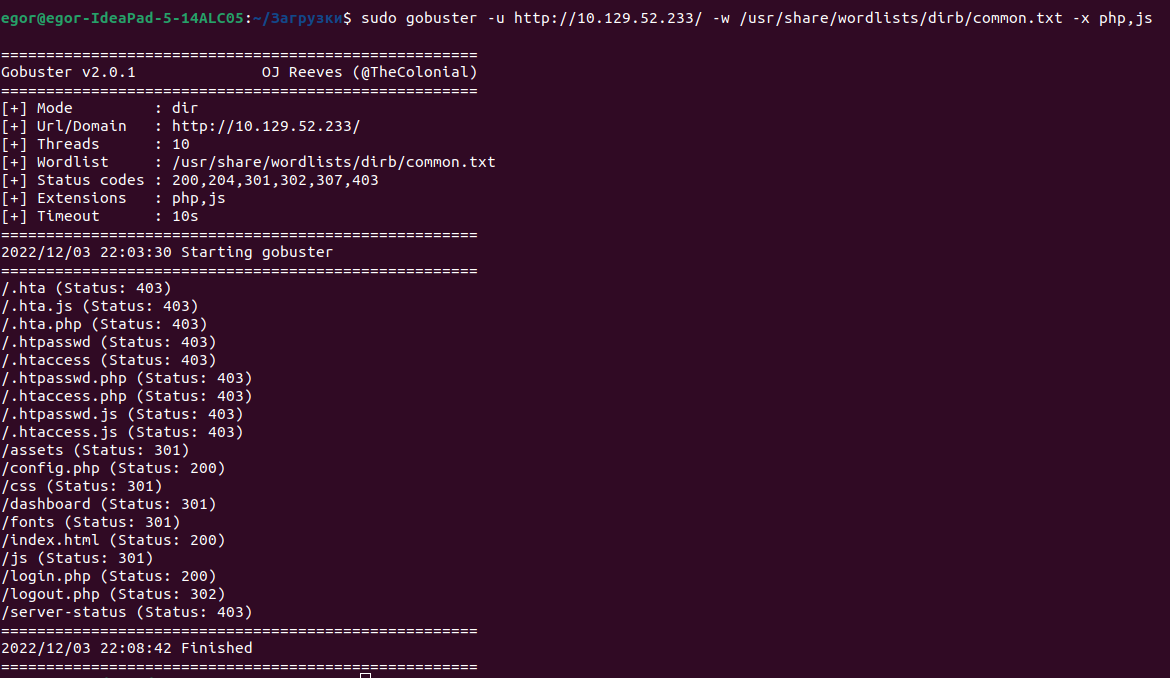 egor@egor-IdeaPad-5-14ALC05:~/Загрузки$ sudo gobuster -u http://10.129.52.233/ -w /usr/share/wordlists/dirb/common.txt -x php,js
=====================================================
Gobuster v2.0.1              OJ Reeves (@TheColonial)
=====================================================
[+] Mode         : dir
[+] Url/Domain   : http://10.129.52.233/
[+] Threads      : 10
[+] Wordlist     : /usr/share/wordlists/dirb/common.txt
[+] Status codes : 200,204,301,302,307,403
[+] Extensions   : php,js
[+] Timeout      : 10s
=====================================================
2022/12/03 22:03:30 Starting gobuster
=====================================================
/.hta (Status: 403)
/.hta.js (Status: 403)
/.hta.php (Status: 403)
/.htpasswd (Status: 403)
/.htaccess (Status: 403)
/.htpasswd.php (Status: 403)
/.htaccess.php (Status: 403)
/.htpasswd.js (Status: 403)
/.htaccess.js (Status: 403)
/assets (Status: 301)
/config.php (Status: 200)
/css (Status: 301)
/dashboard (Status: 301)
/fonts (Status: 301)
/index.html (Status: 200)
/js (Status: 301)
/login.php (Status: 200)
/logout.php (Status: 302)
/server-status (Status: 403)
=====================================================
2022/12/03 22:08:42 Finished
=====================================================